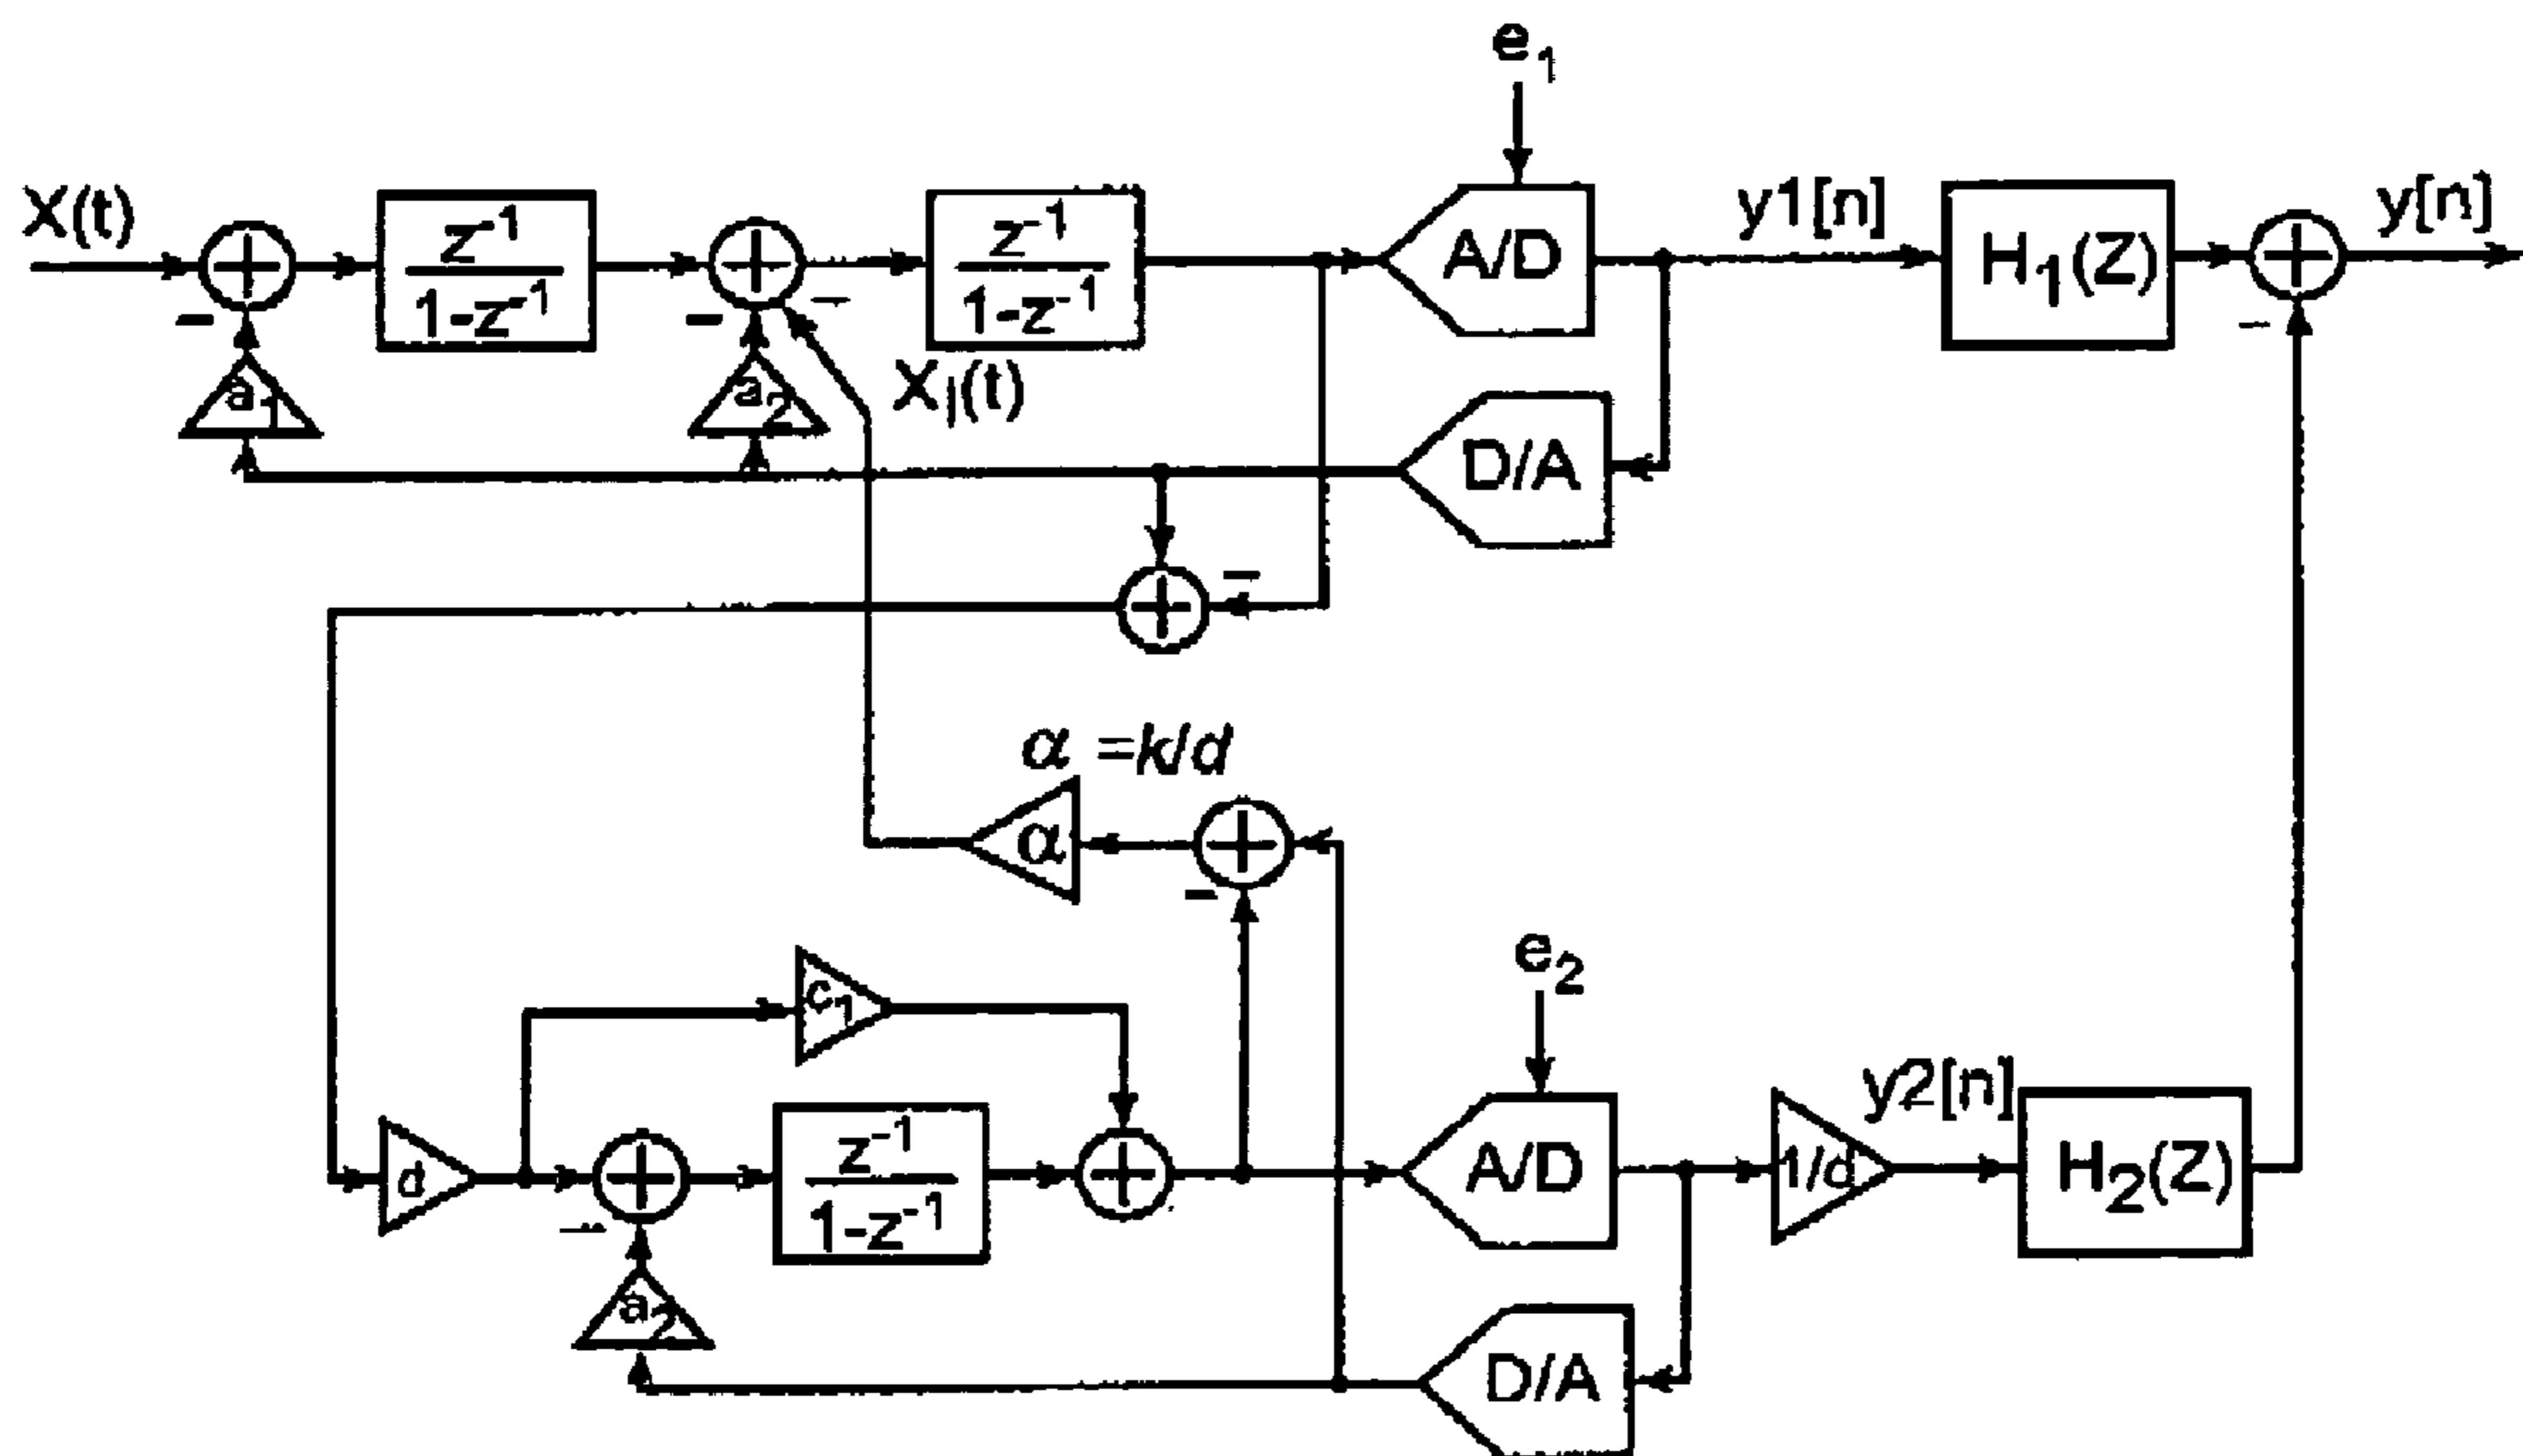 e₁
X(t)
z⁻¹
1-z⁻¹
z⁻¹
1-z⁻¹
A/D
y1[n]
H₁(Z)
y[n]
a₁
a₂
X|(t)
D/A
α =k/d
α
c₁
e₂
d
z⁻¹
1-z⁻¹
A/D
1/d
y2[n]
H₂(Z)
a₂
D/A